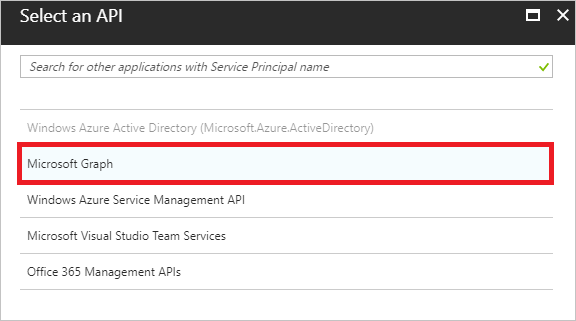 Select an API
Search for other applications with Service Principal name
Windows Azure Active Directory (Microsoft.Azure.ActiveDirectory)
Microsoft Graph
Windows Azure Service Management API
Microsoft Visual Studio Team Services
Office 365 Management APIs